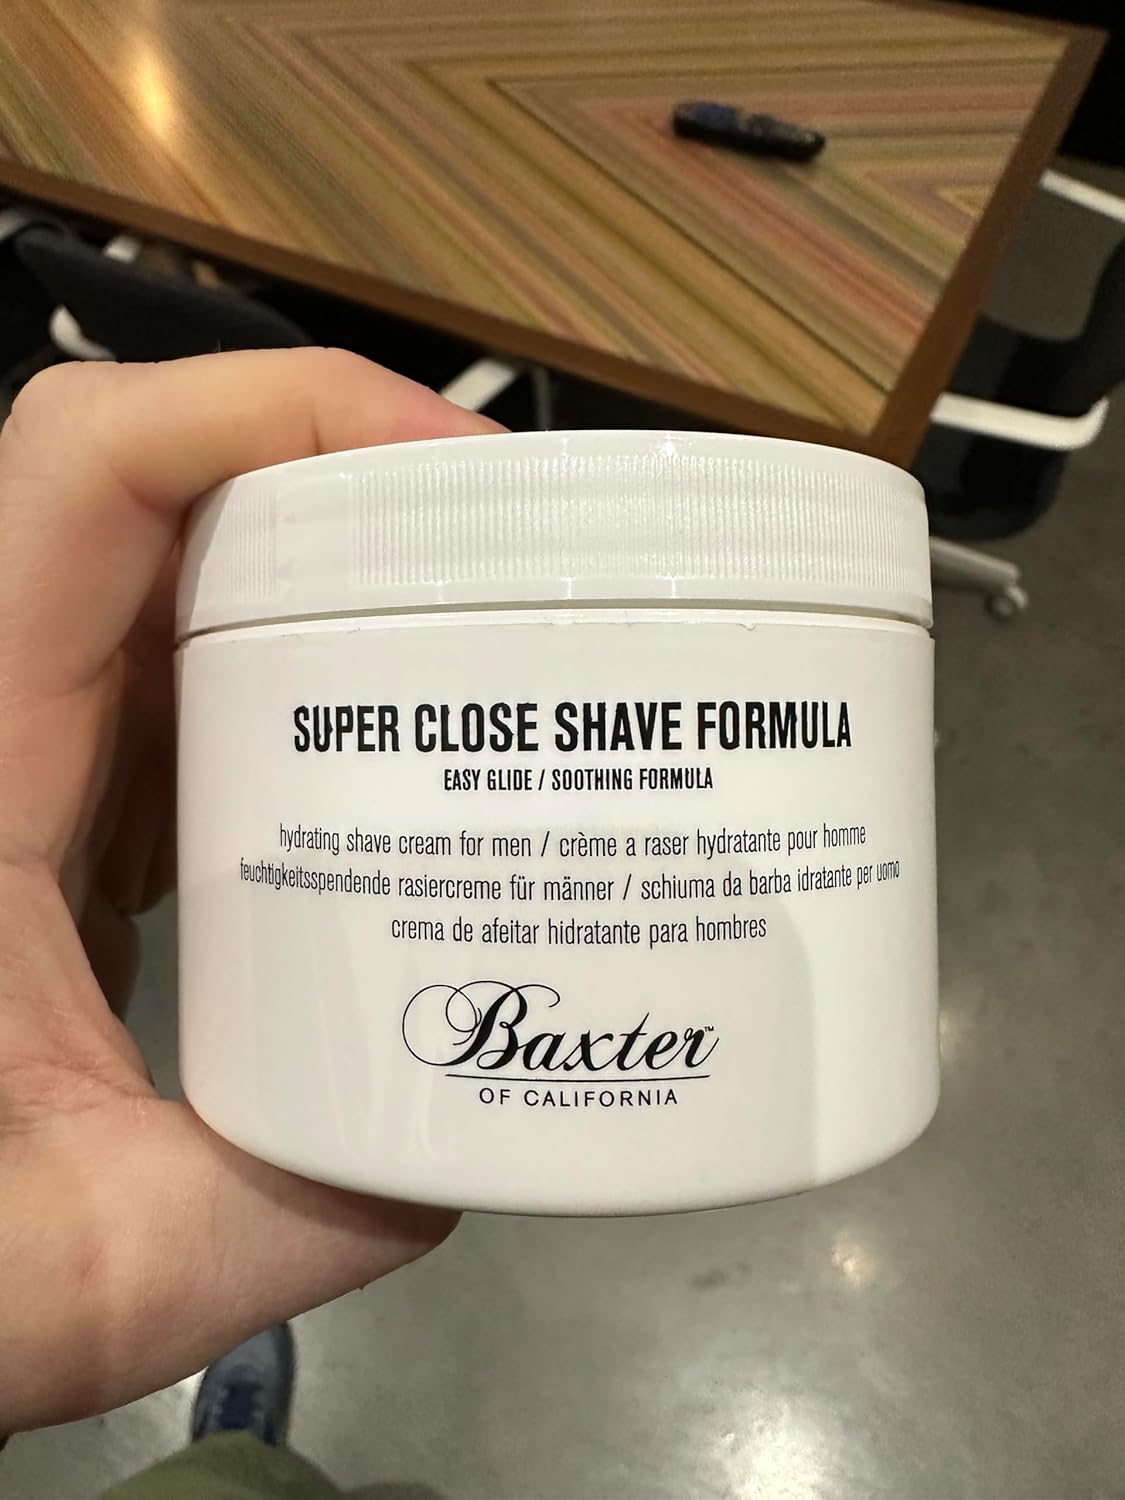 SUPER CLOSE SHAVE FORMULA
EASY GLIDE / SOOTHING FORMULA
hydrating shave cream for men / crème a raser hydratante pour homme
feuchtigkeitsspendende rasiercreme für männer / schiuma da barba idratante per uomo
crema de afeitar hidratante para hombres
Baxter™
OF CALIFORNIA